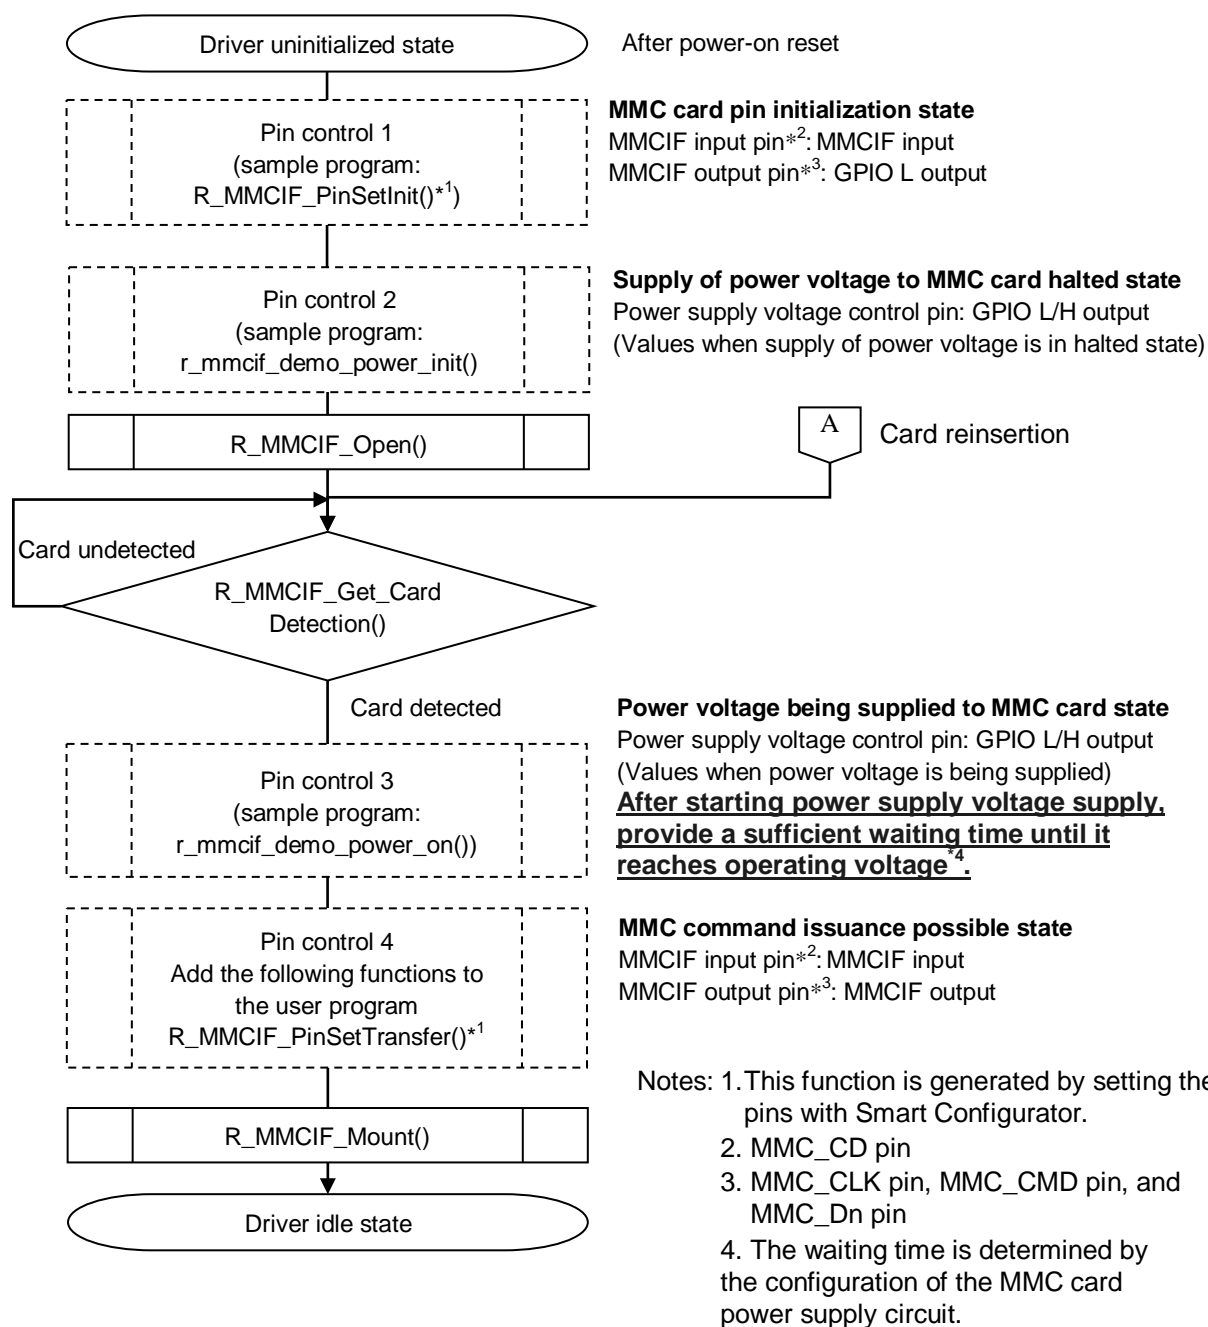 Driver uninitialized state
After power-on reset
Pin control 1
(sample program:
R_MMCIF_PinSetInit()*1)
MMC card pin initialization state
MMCIF input pin*2: MMCIF input
MMCIF output pin*3: GPIO L output
Pin control 2
(sample program:
r_mmcif_demo_power_init()
Supply of power voltage to MMC card halted state
Power supply voltage control pin: GPIO L/H output
(Values when supply of power voltage is in halted state)
R_MMCIF_Open()
A
Card reinsertion
Card undetected
R_MMCIF_Get_Card
Detection()
Card detected
Pin control 3
(sample program:
r_mmcif_demo_power_on())
Power voltage being supplied to MMC card state
Power supply voltage control pin: GPIO L/H output
(Values when power voltage is being supplied)
After starting power supply voltage supply,
provide a sufficient waiting time until it
reaches operating voltage*4.
Pin control 4
Add the following functions to
the user program
R_MMCIF_PinSetTransfer()*1
MMC command issuance possible state
MMCIF input pin*2: MMCIF input
MMCIF output pin*3: MMCIF output
R_MMCIF_Mount()
Driver idle state
Notes: 1.This function is generated by setting the
pins with Smart Configurator.
2. MMC_CD pin
3. MMC_CLK pin, MMC_CMD pin, and
MMC_Dn pin
4. The waiting time is determined by
the configuration of the MMC card
power supply circuit.